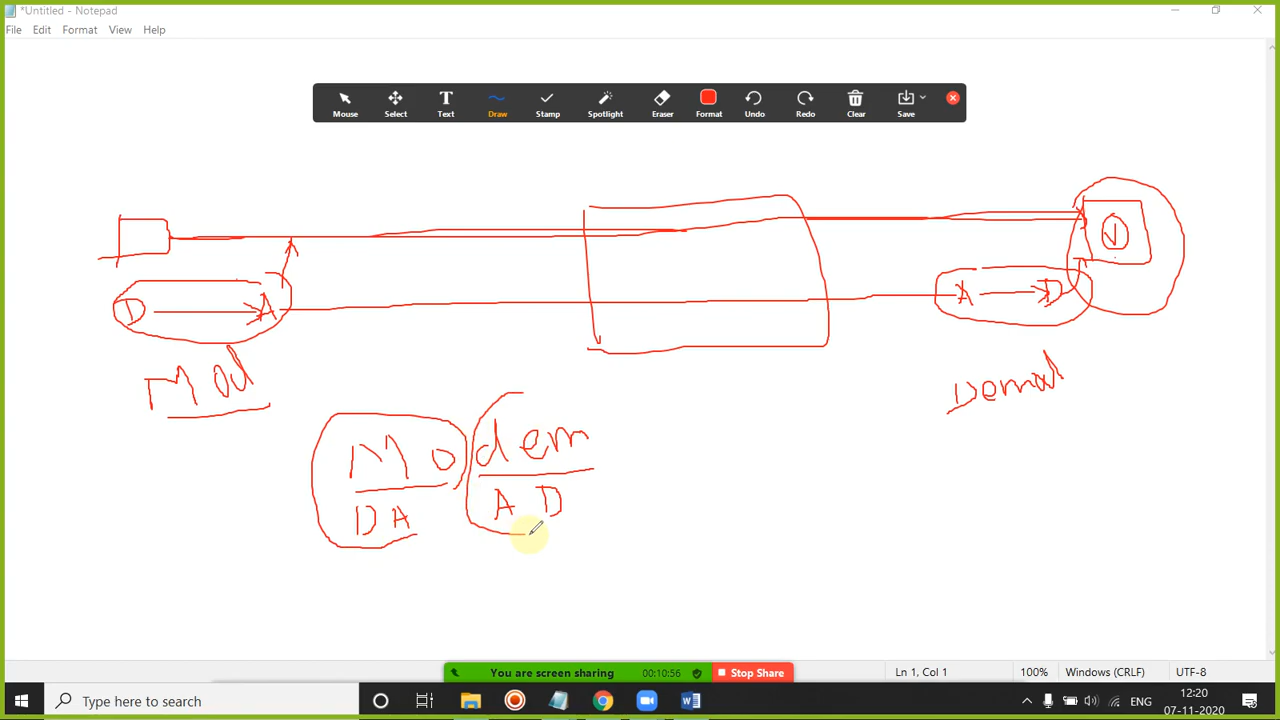 *Untitled - Notepad
File Edit Format View Help
Mouse Select Text Draw Stamp Spotlight Eraser Format Undo Redo Clear Save
D
D A
A D
Mod
Demod
Mo dem
DA A D
You are screen sharing 00:10:56 Stop Share
Ln 1, Col 1 100% Windows (CRLF) UTF-8
Type here to search
ENG
12:20
07-11-2020